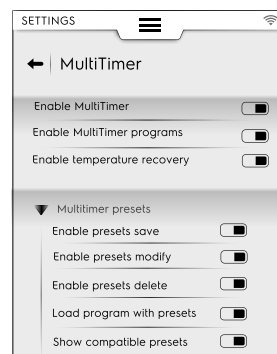 SETTINGS
MultiTimer
Enable MultiTimer
Enable MultiTimer programs
Enable temperature recovery
Multitimer presets
Enable presets save
Enable presets modify
Enable presets delete
Load program with presets
Show compatible presets